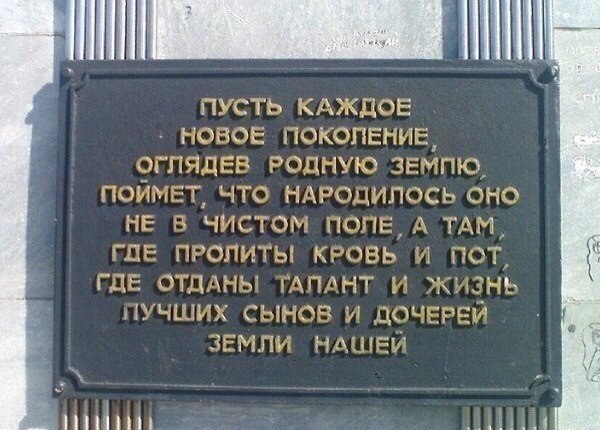 ПУСТЬ КАЖДОЕ
НОВОЕ ПОКОЛЕНИЕ,
ОГЛЯДЕВ РОДНУЮ ЗЕМЛЮ,
ПОЙМЕТ, ЧТО НАРОДИЛОСЬ ОНО
НЕ В ЧИСТОМ ПОЛЕ, А ТАМ,
ГДЕ ПРОЛИТЫ КРОВЬ И ПОТ,
ГДЕ ОТДАНЫ ТАЛАНТ И ЖИЗНЬ
ЛУЧШИХ СЫНОВ И ДОЧЕРЕЙ
ЗЕМЛИ НАШЕЙ